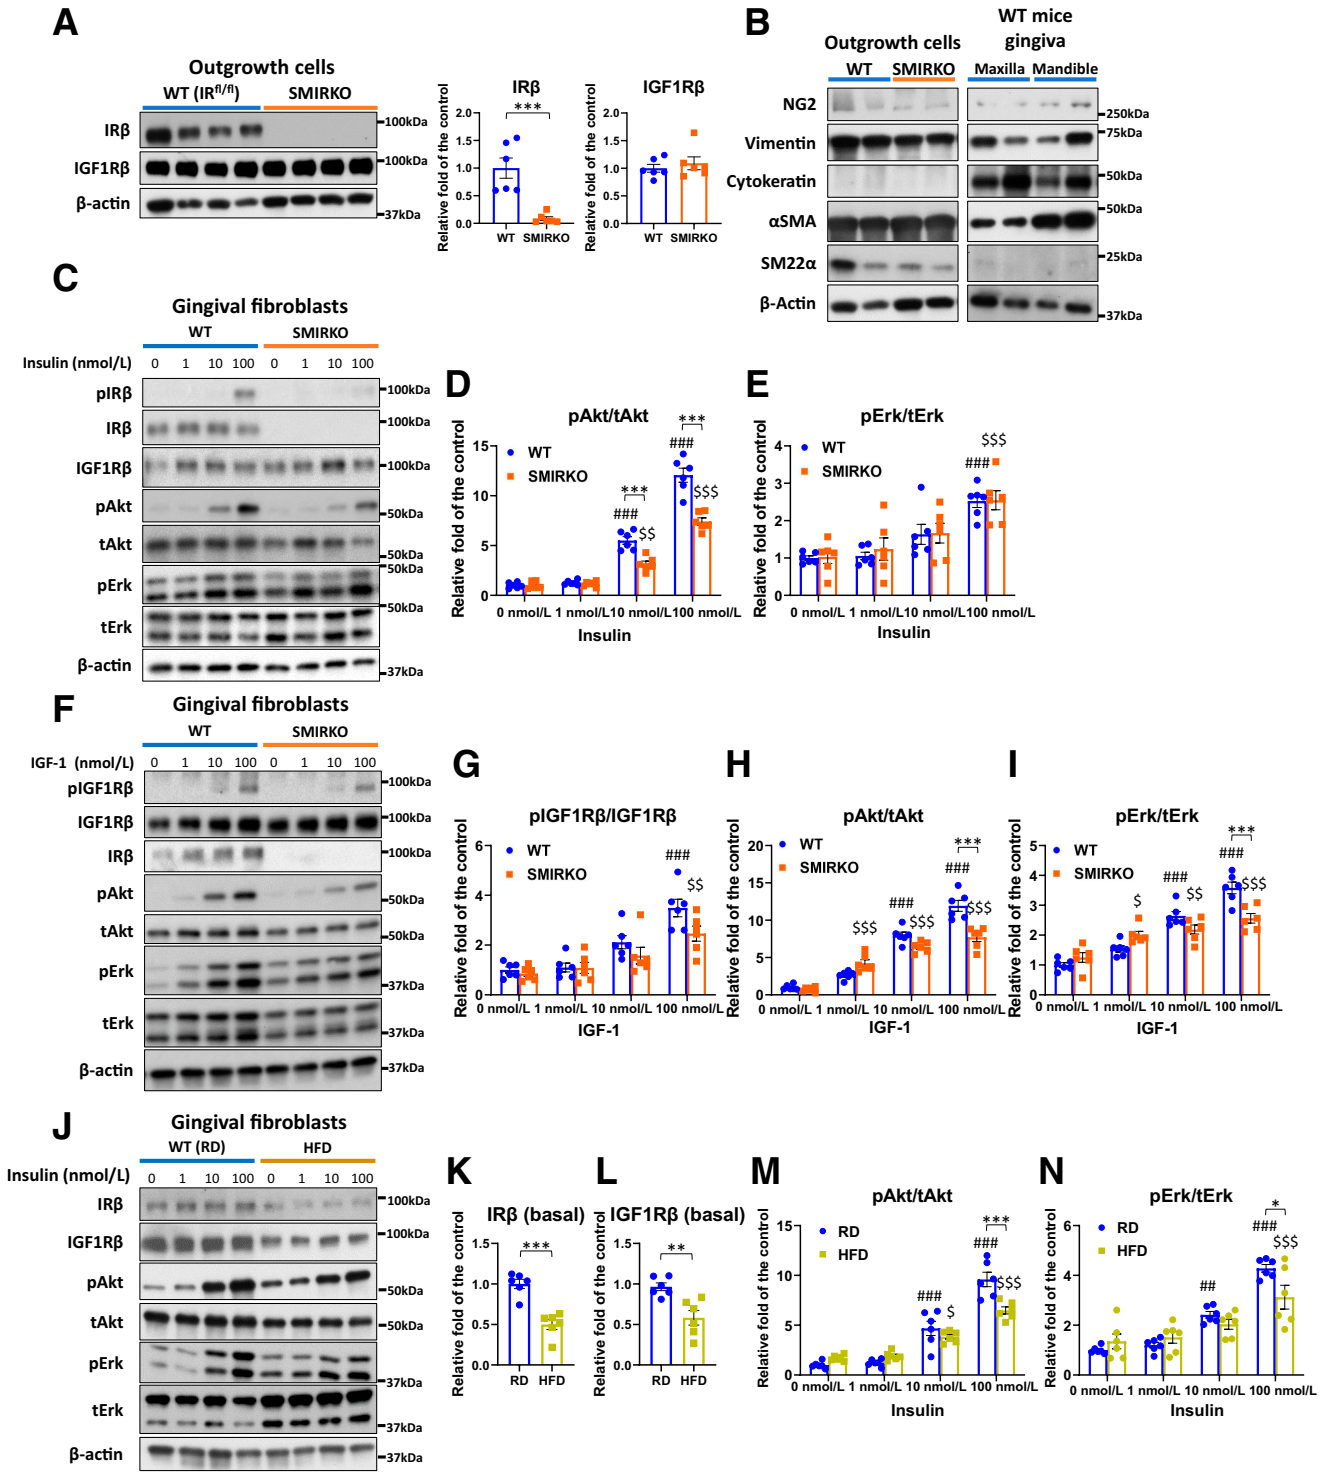 A
Outgrowth cells
WT (IRfl/fl) SMIRKO
IRβ
100kDa
IGF1Rβ
100kDa
β-actin
37kDa
IRβ
Relative fold of the control
2.0
1.5
1.0
0.5
0.0
***
WT SMIRKO
IGF1Rβ
Relative fold of the control
2.0
1.5
1.0
0.5
0.0
WT SMIRKO
B
Outgrowth cells
WT SMIRKO
WT mice
gingiva
Maxilla Mandible
NG2
250kDa
Vimentin
75kDa
Cytokeratin
50kDa
αSMA
50kDa
SM22α
25kDa
β-Actin
37kDa
C
Gingival fibroblasts
WT SMIRKO
Insulin (nmol/L) 0 1 10 100 0 1 10 100
pIRβ
100kDa
IRβ
100kDa
IGF1Rβ
100kDa
pAkt
50kDa
tAkt
50kDa
pErk
50kDa
tErk
50kDa
β-actin
37kDa
D
pAkt/tAkt
Relative fold of the control
15
10
5
0
WT
SMIRKO
***
###
$$
***
###
$$$
0 nmol/L 1 nmol/L 10 nmol/L 100 nmol/L
Insulin
E
pErk/tErk
Relative fold of the control
4
3
2
1
0
WT
SMIRKO
###
$$$
0 nmol/L 1 nmol/L 10 nmol/L 100 nmol/L
Insulin
F
Gingival fibroblasts
WT SMIRKO
IGF-1 (nmol/L) 0 1 10 100 0 1 10 100
pIGF1Rβ
100kDa
IGF1Rβ
100kDa
IRβ
100kDa
pAkt
50kDa
tAkt
50kDa
pErk
37kDa
tErk
37kDa
β-actin
37kDa
G
pIGF1Rβ/IGF1Rβ
Relative fold of the control
6
4
2
0
WT
SMIRKO
###
$$
0 nmol/L 1 nmol/L 10 nmol/L 100 nmol/L
IGF-1
H
pAkt/tAkt
Relative fold of the control
20
15
10
5
0
WT
SMIRKO
$$$
###
$$$
***
###
$$$
0 nmol/L 1 nmol/L 10 nmol/L 100 nmol/L
IGF-1
I
pErk/tErk
Relative fold of the control
5
4
3
2
1
0
WT
SMIRKO
$
###
$$
***
###
$$$
0 nmol/L 1 nmol/L 10 nmol/L 100 nmol/L
IGF-1
J
Gingival fibroblasts
WT (RD) HFD
Insulin (nmol/L) 0 1 10 100 0 1 10 100
IRβ
100kDa
IGF1Rβ
100kDa
pAkt
50kDa
tAkt
50kDa
pErk
37kDa
tErk
37kDa
β-actin
37kDa
K
IRβ (basal)
Relative fold of the control
1.5
1.0
0.5
0.0
***
RD HFD
L
IGF1Rβ (basal)
Relative fold of the control
1.5
1.0
0.5
0.0
**
RD HFD
M
pAkt/tAkt
Relative fold of the control
15
10
5
0
RD
HFD
###
$
***
###
$$$
0 nmol/L 1 nmol/L 10 nmol/L 100 nmol/L
Insulin
N
pErk/tErk
Relative fold of the control
6
4
2
0
RD
HFD
##
*
###
$$$
0 nmol/L 1 nmol/L 10 nmol/L 100 nmol/L
Insulin